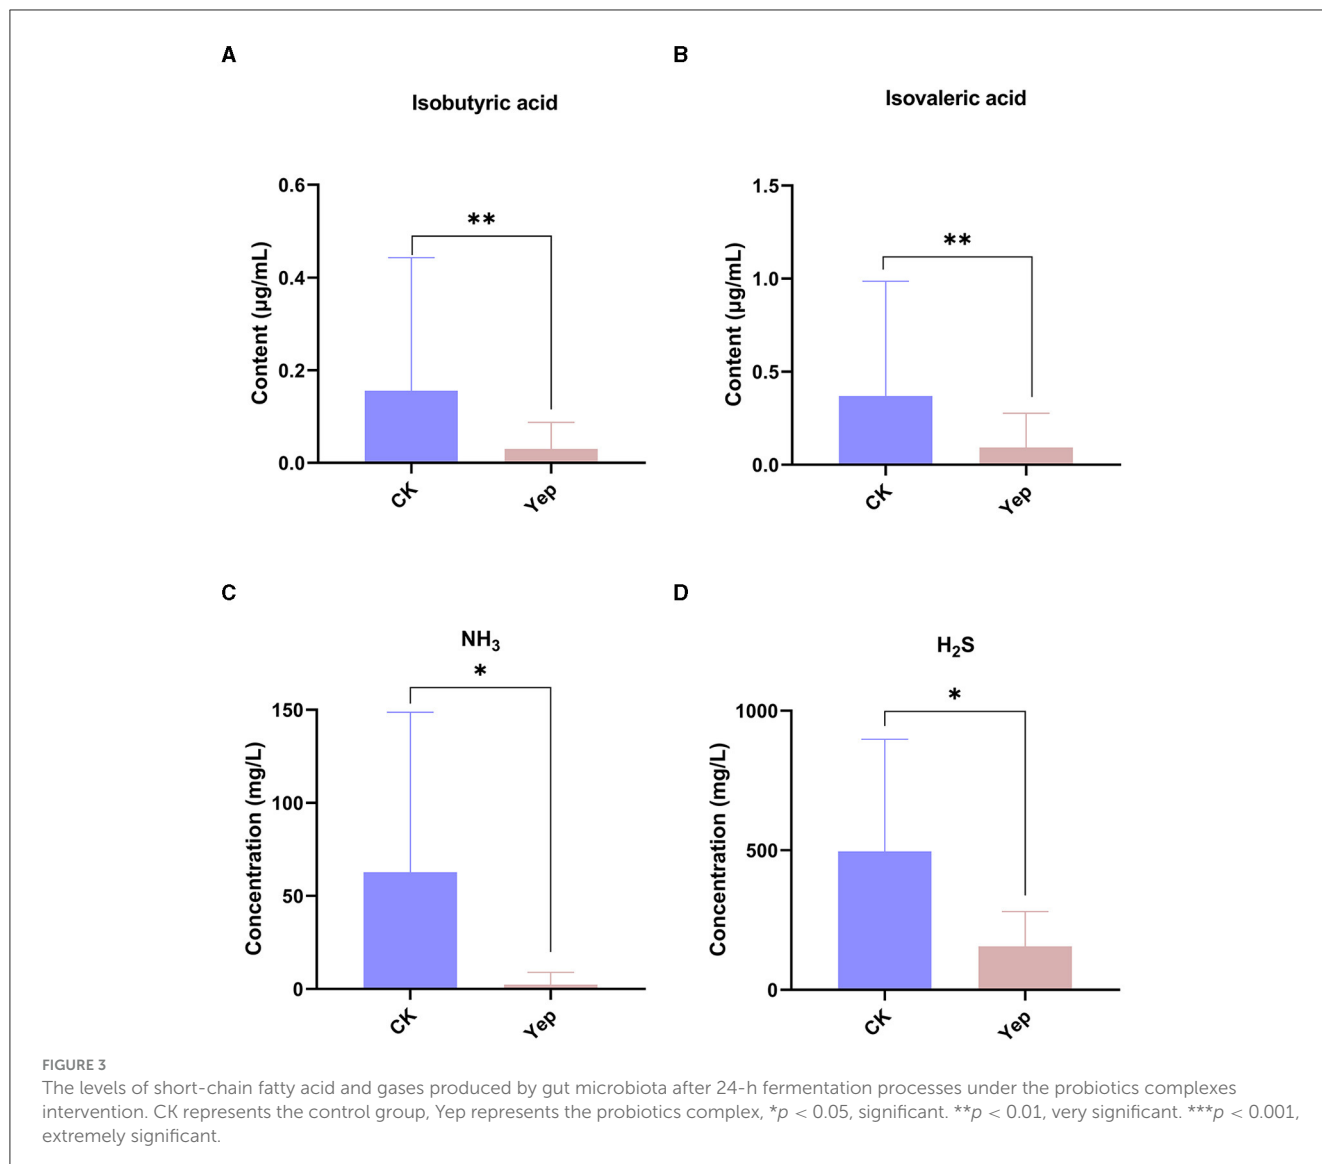 A
Isobutyric acid
Content (µg/mL)
0.6
0.4
0.2
0.0
**
CK
Yep
B
Isovaleric acid
Content (µg/mL)
1.5
1.0
0.5
0.0
**
CK
Yep
C
NH3
Concentration (mg/L)
150
100
50
0
*
CK
Yep
D
H2S
Concentration (mg/L)
1000
500
0
*
CK
Yep
FIGURE 3
The levels of short-chain fatty acid and gases produced by gut microbiota after 24-h fermentation processes under the probiotics complexes
intervention. CK represents the control group, Yep represents the probiotics complex, *p < 0.05, significant. **p < 0.01, very significant. ***p < 0.001,
extremely significant.